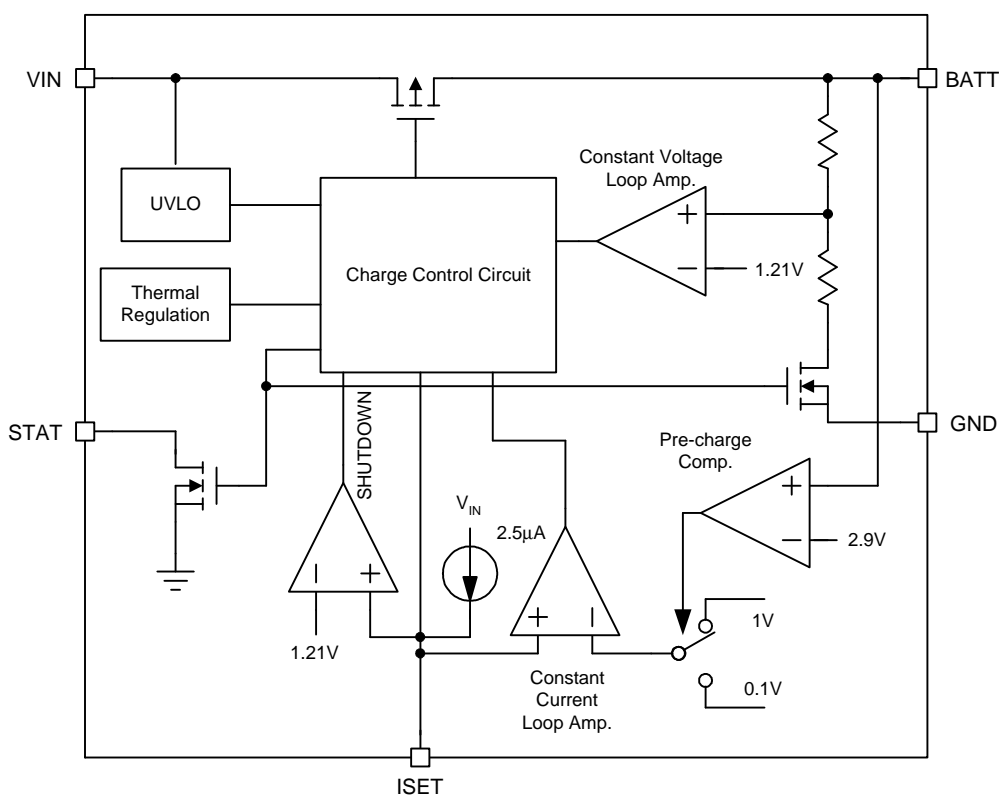 VIN
BATT
Constant Voltage
Loop Amp.
+
−
1.21V
UVLO
Charge Control Circuit
Thermal
Regulation
STAT
GND
SHUTDOWN
Pre-charge
Comp.
+
−
2.9V
VIN
2.5µA
−
+
+
−
1.21V
1V
0.1V
Constant
Current
Loop Amp.
ISET